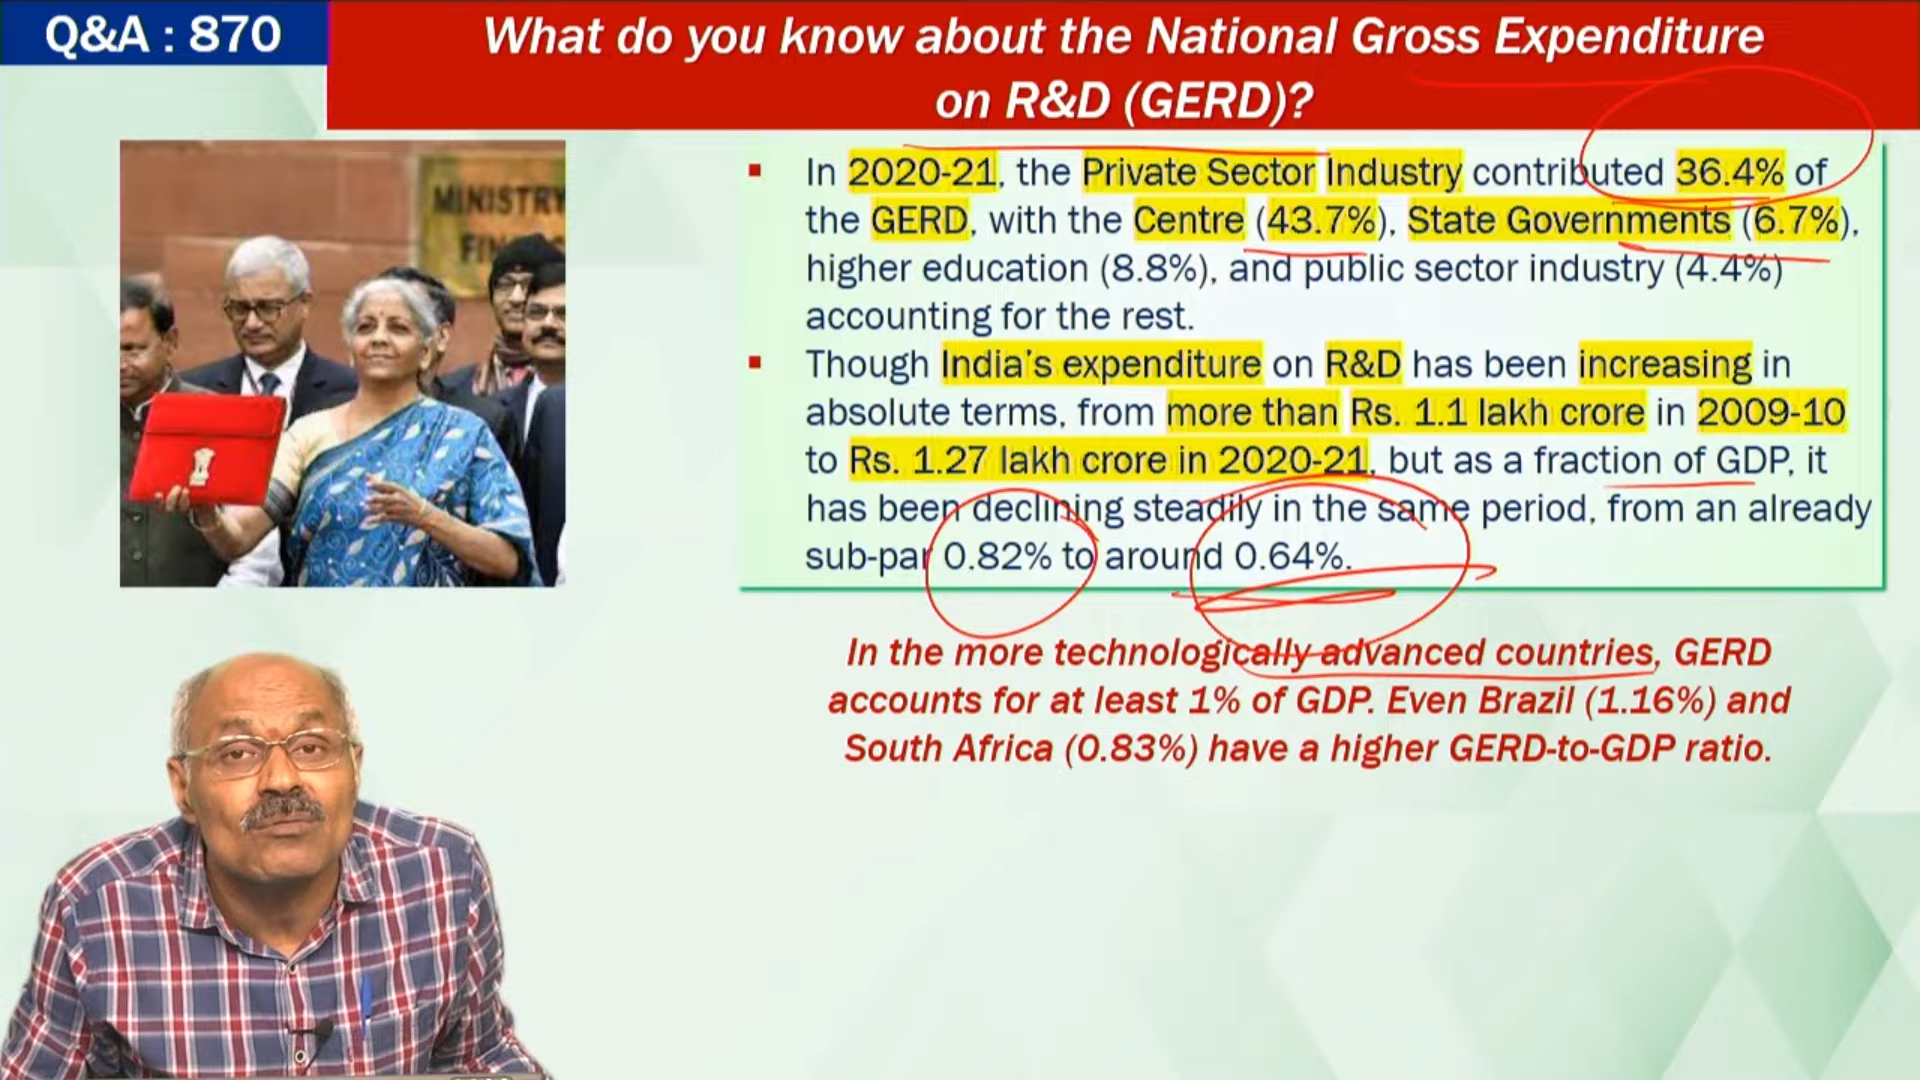 Q&A : 870
What do you know about the National Gross Expenditure
on R&D (GERD)?
MINISTRY
▪ In 2020-21, the Private Sector Industry contributed 36.4% of
the GERD, with the Centre (43.7%), State Governments (6.7%),
higher education (8.8%), and public sector industry (4.4%)
accounting for the rest.
▪ Though India's expenditure on R&D has been increasing in
absolute terms, from more than Rs. 1.1 lakh crore in 2009-10
to Rs. 1.27 lakh crore in 2020-21, but as a fraction of GDP, it
has been declining steadily in the same period, from an already
sub-par 0.82% to around 0.64%.
In the more technologically advanced countries, GERD
accounts for at least 1% of GDP. Even Brazil (1.16%) and
South Africa (0.83%) have a higher GERD-to-GDP ratio.